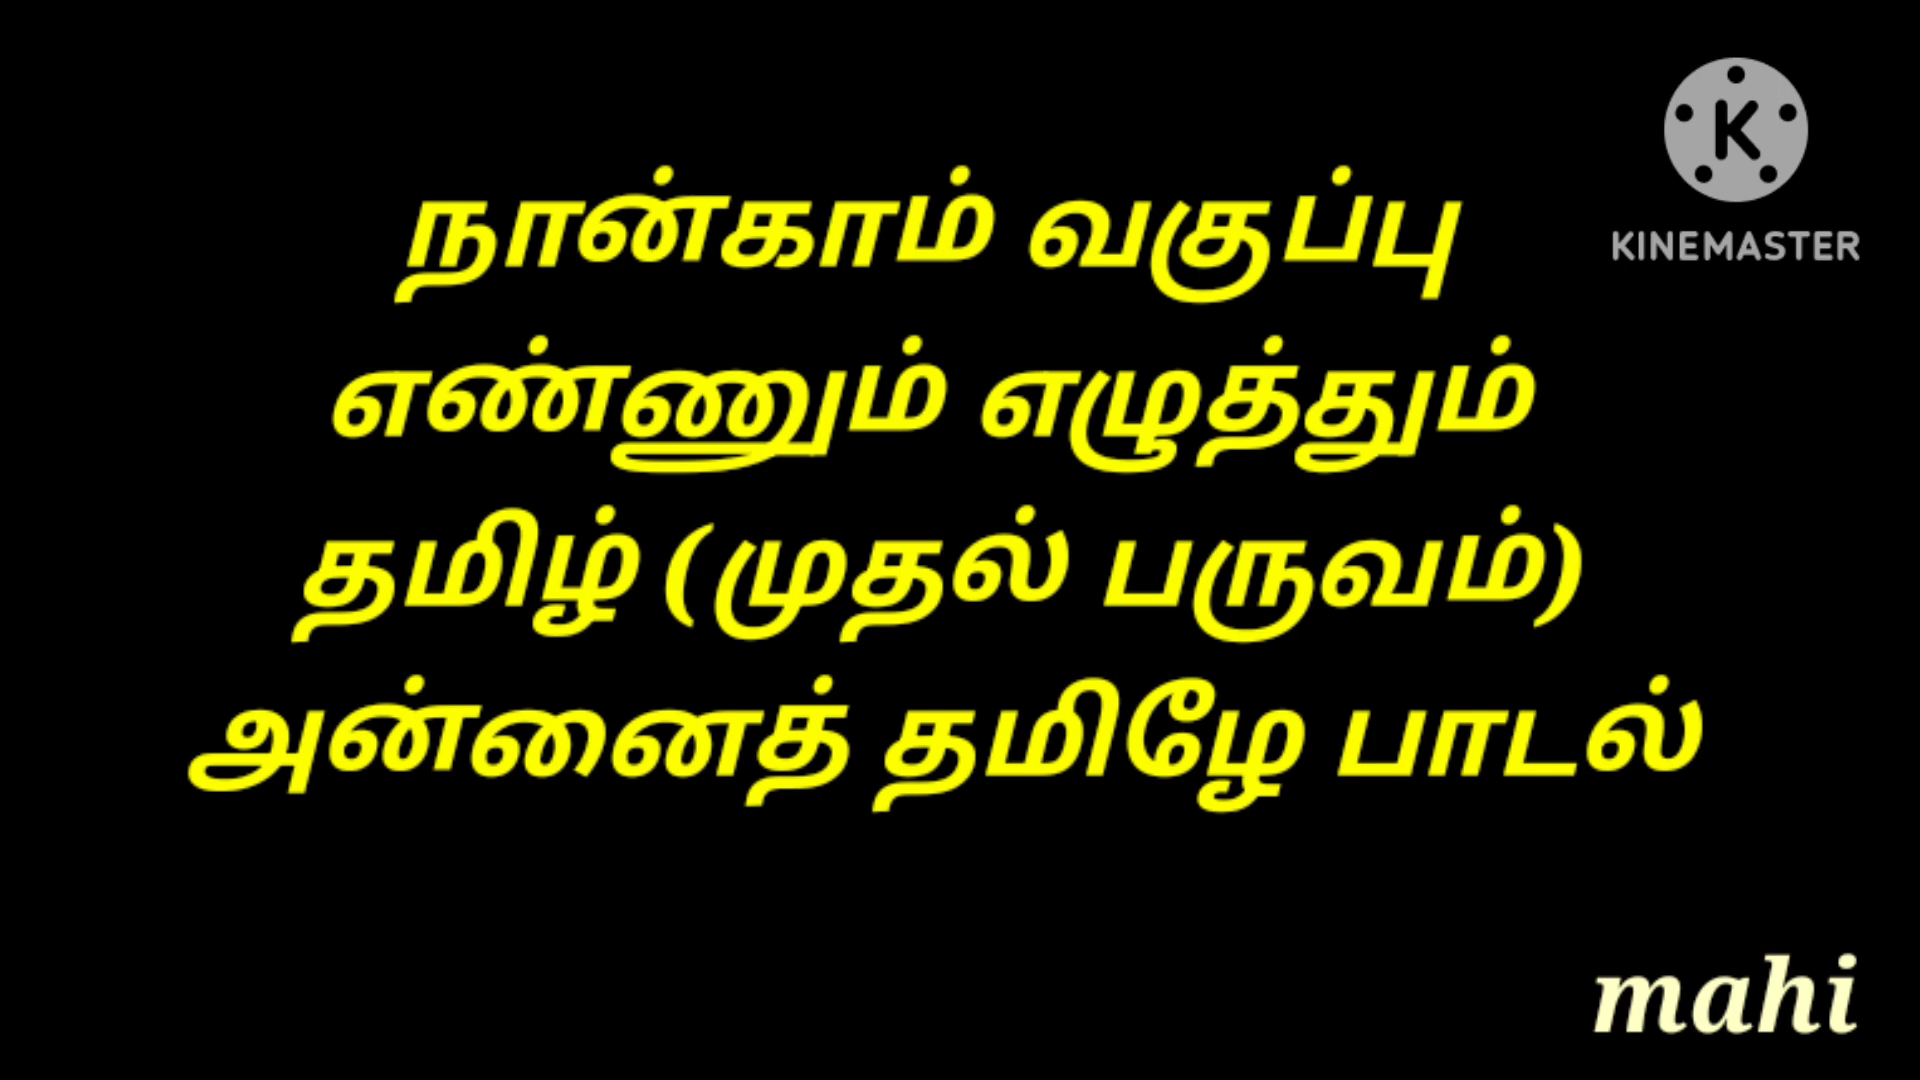 நான்காம் வகுப்பு
எண்ணும் எழுத்தும்
தமிழ் (முதல் பருவம்)
அன்னைத் தமிழே பாடல்
K
KINEMASTER
mahi